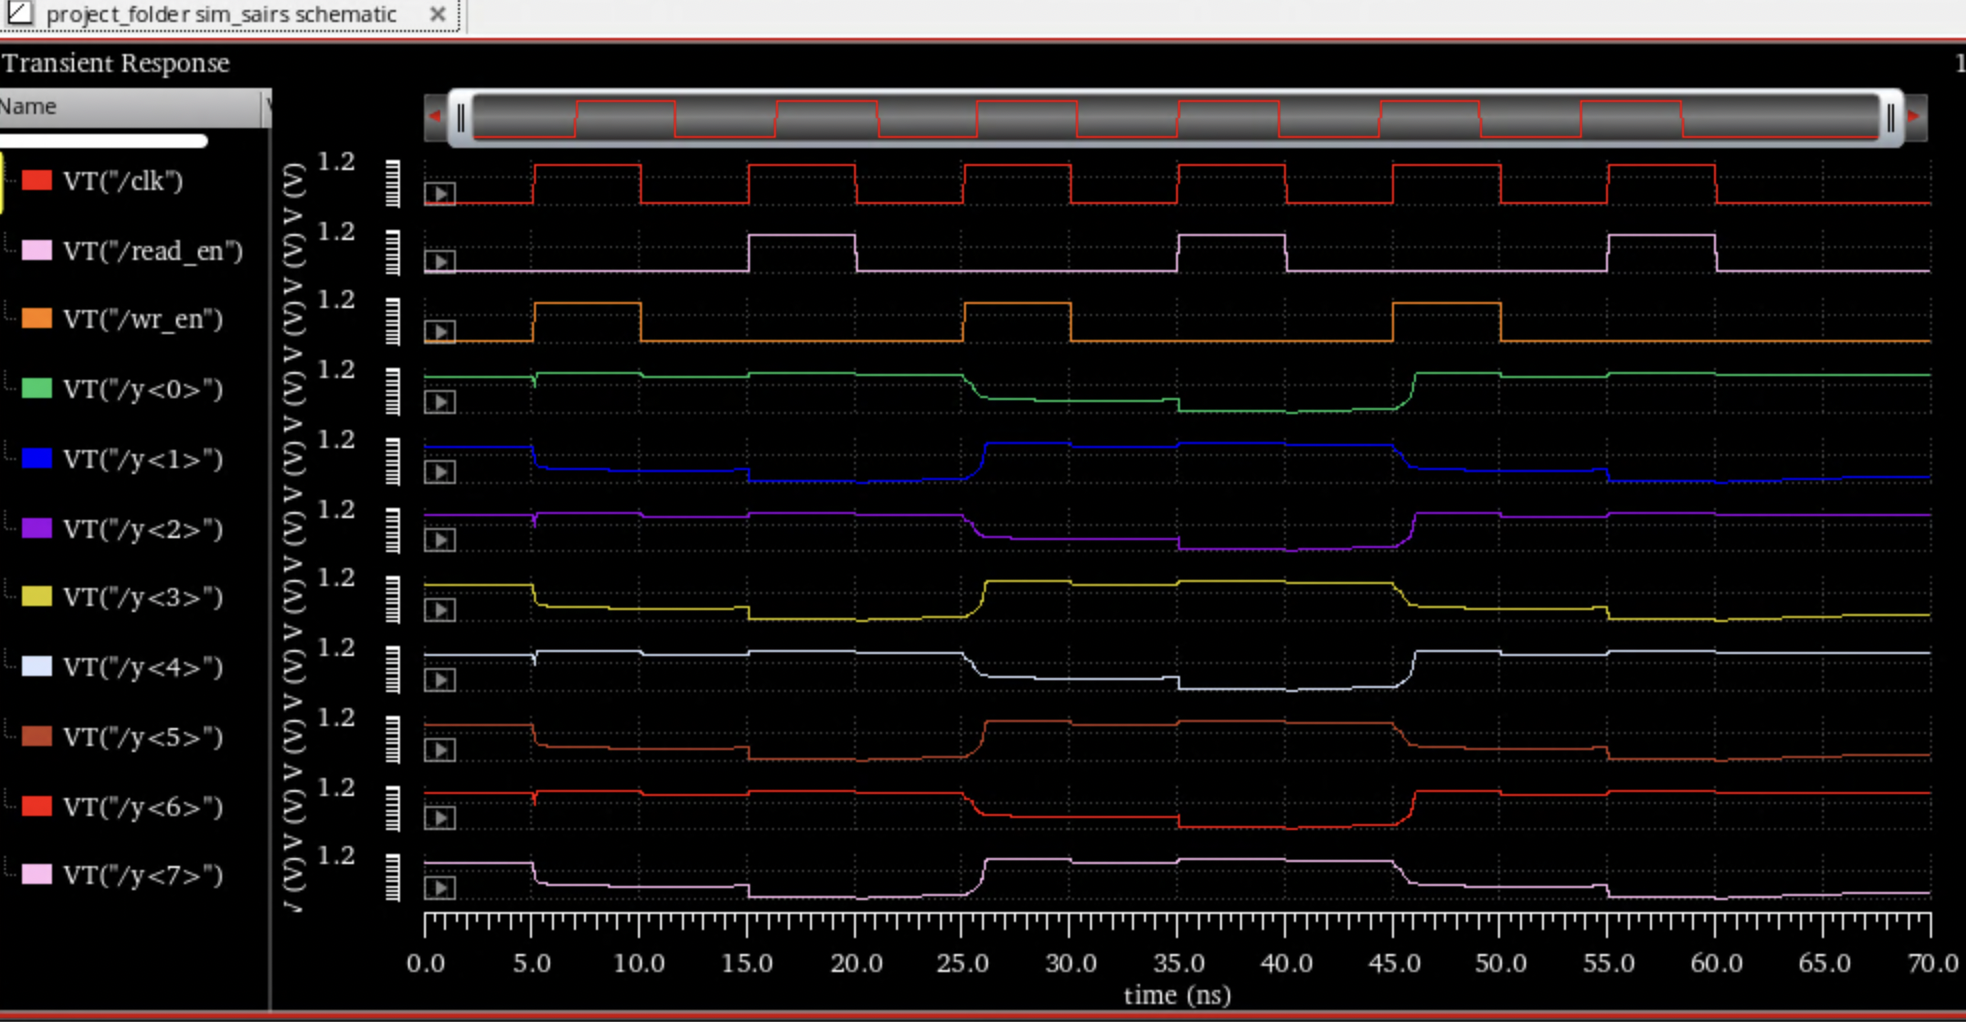 project_folder sim_sairs schematic
Transient Response
1
Name
VT("/clk")
1.2
VT("/read_en")
1.2
VT("/wr_en")
1.2
VT("/y<0>")
1.2
VT("/y<1>")
1.2
VT("/y<2>")
1.2
VT("/y<3>")
1.2
VT("/y<4>")
1.2
VT("/y<5>")
1.2
VT("/y<6>")
1.2
VT("/y<7>")
1.2
0.0 5.0 10.0 15.0 20.0 25.0 30.0 35.0 40.0 45.0 50.0 55.0 60.0 65.0 70.0
time (ns)